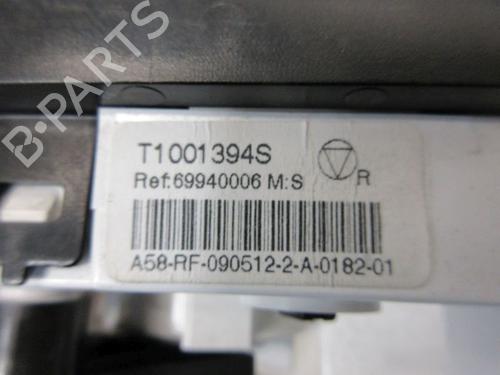 B-PARTS
T1001394S
R
Ref:69940006 M:S
A58-RF-090512-2-A-0182-01